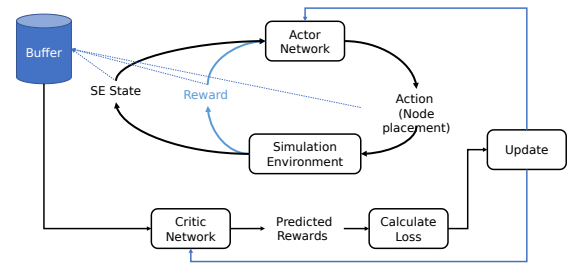 Actor
Network
Buffer
SE State
Reward
Action
(Node
placement)
Simulation
Environment
Update
Critic
Network
Predicted
Rewards
Calculate
Loss